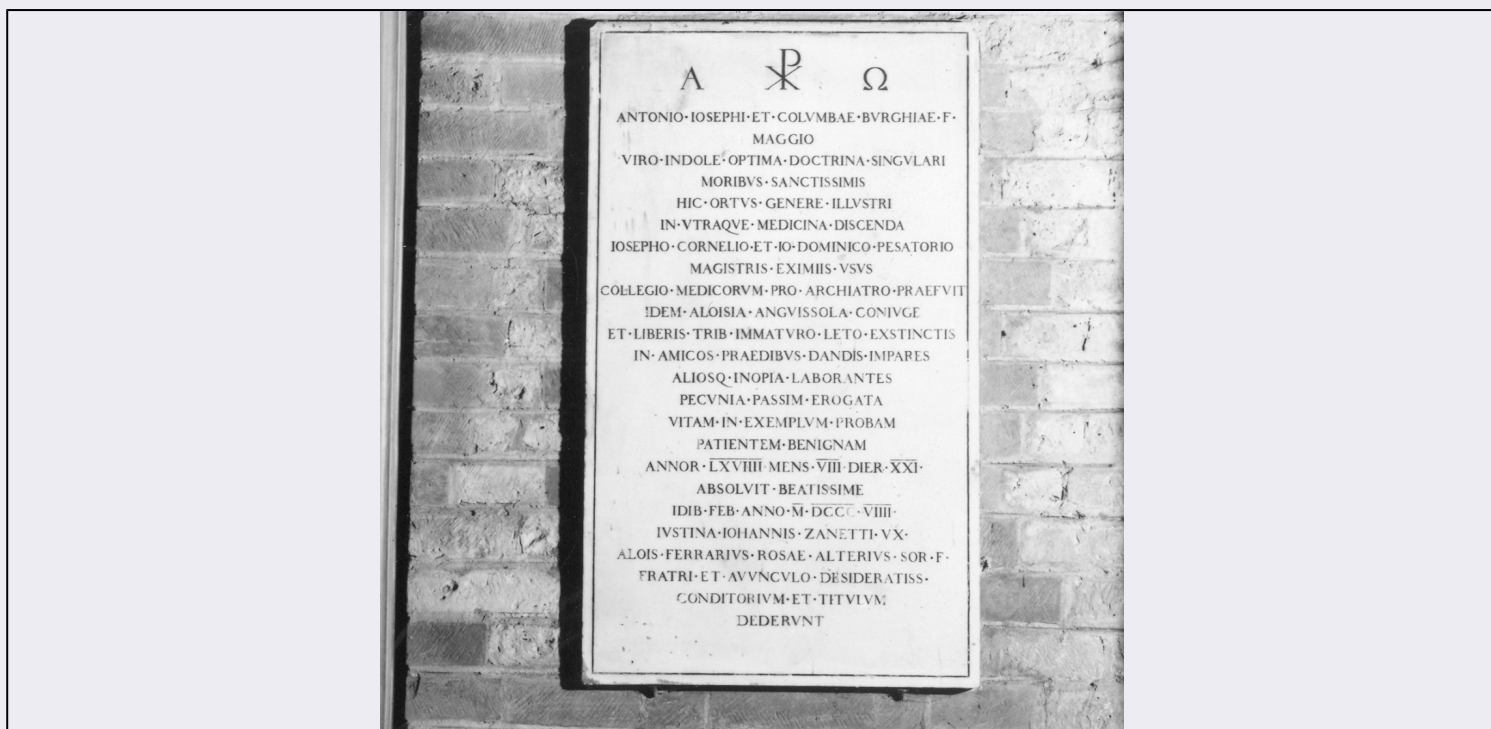 Α ☧ Ω
ANTONIO·IOSEPHI·ET·COLVMBAE·BVRGHIAE·F·
MAGGIO
VIRO·INDOLE·OPTIMA·DOCTRINA·SINGVLARI
MORIBVS·SANCTISSIMIS
HIC·ORTVS·GENERE·ILLVSTRI
IN·VTRAQVE·MEDICINA·DISCENDA
IOSEPHO·CORNELIO·ET·IO·DOMINICO·PESATORIO
MAGISTRIS·EXIMIIS·VSVS
COLLEGIO·MEDICORVM·PRO·ARCHIATRO·PRAEFVIT
IDEM·ALOISIA·ANGVISSOLA·CONIVGE
ET·LIBERIS·TRIB·IMMATVRO·LETO·EXSTINCTIS
IN·AMICOS·PRAEDIBVS·DANDIS·IMPARES
ALIOSQ·INOPIA·LABORANTES
PECVNIA·PASSIM·EROGATA
VITAM·IN·EXEMPLVM·PROBAM
PATIENTEM·BENIGNAM
ANNOR·LXVIIII·MENS·VIII·DIER·XXI·
ABSOLVIT·BEATISSIME
IDIB·FEB·ANNO·M·DCCC·VIIII·
IVSTINA·IOHANNIS·ZANETTI·VX·
ALOIS·FERRARIVS·ROSAE·ALTERIVS·SOR·F·
FRATRI·ET·AVVNCVLO·DESIDERATISS·
CONDITORIVM·ET·TITVLVM
DEDERVNT